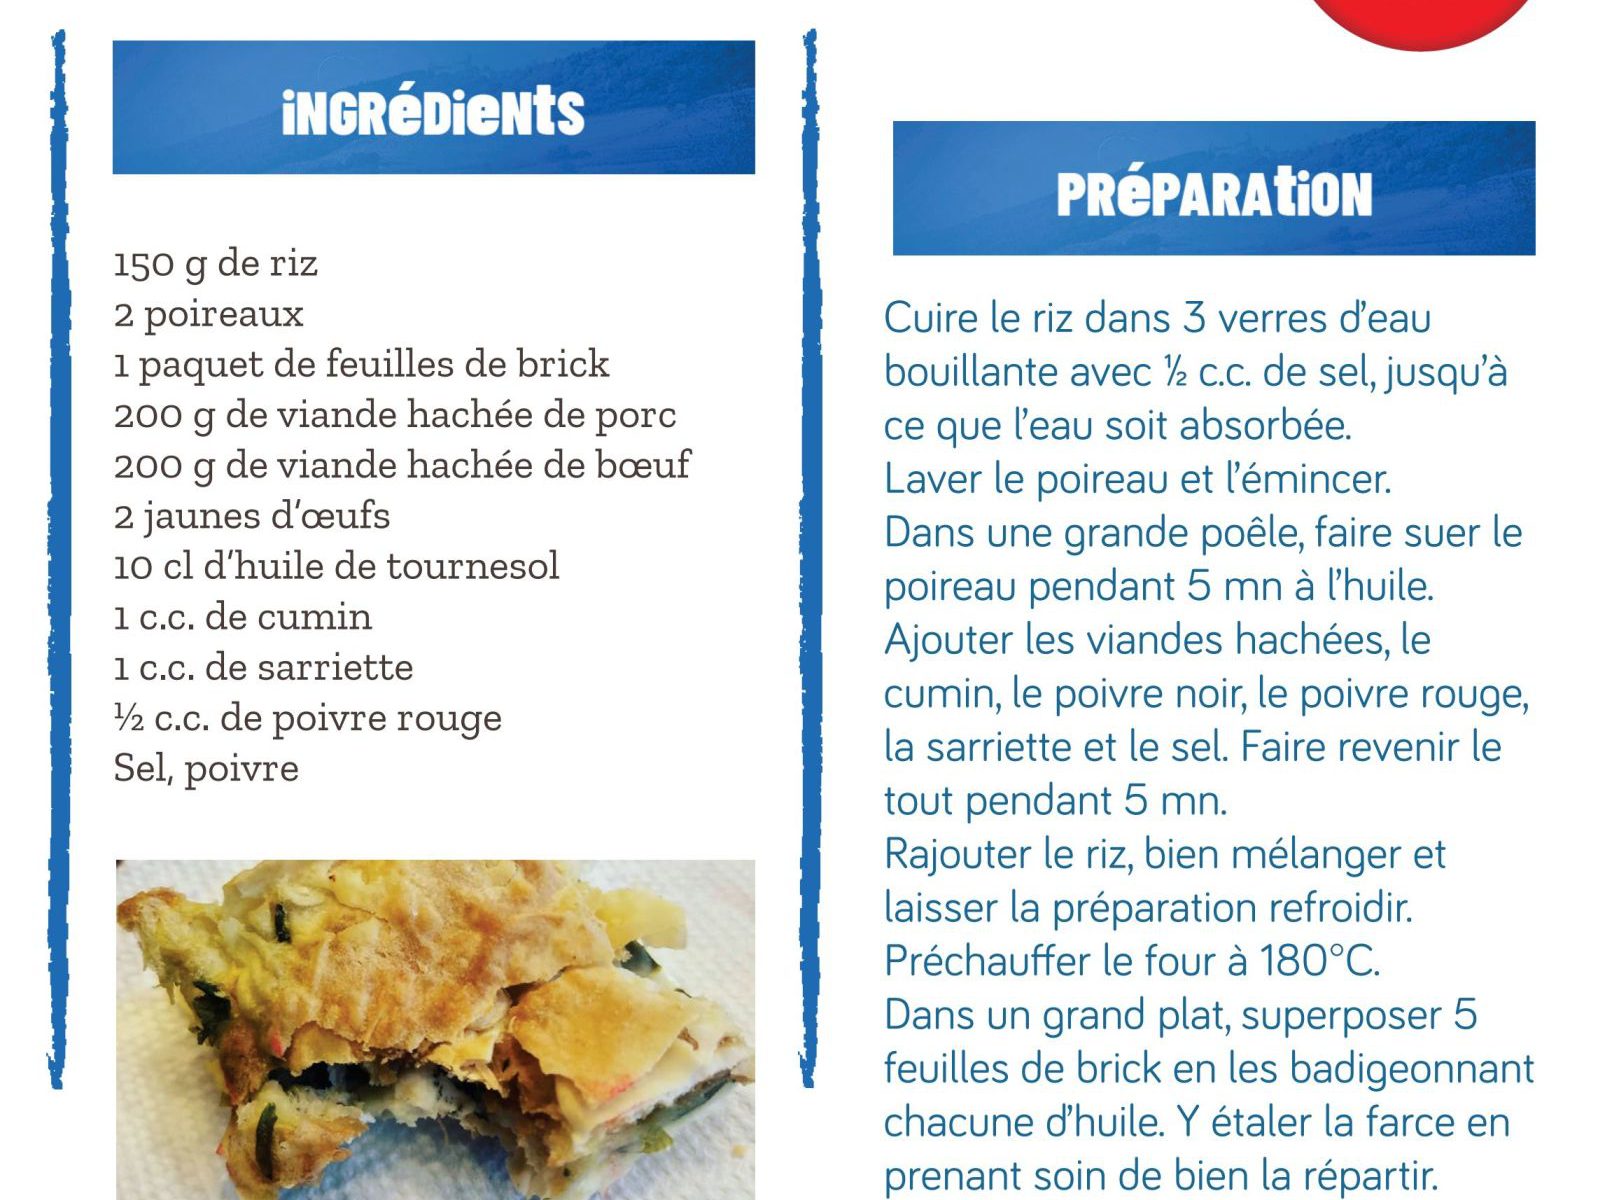 iNGRéDieNtS
150 g de riz
2 poireaux
1 paquet de feuilles de brick
200 g de viande hachée de porc
200 g de viande hachée de bœuf
2 jaunes d’œufs
10 cl d’huile de tournesol
1 c.c. de cumin
1 c.c. de sarriette
½ c.c. de poivre rouge
Sel, poivre
PRéPARAtiON
Cuire le riz dans 3 verres d’eau
bouillante avec ½ c.c. de sel, jusqu’à
ce que l’eau soit absorbée.
Laver le poireau et l’émincer.
Dans une grande poêle, faire suer le
poireau pendant 5 mn à l’huile.
Ajouter les viandes hachées, le
cumin, le poivre noir, le poivre rouge,
la sarriette et le sel. Faire revenir le
tout pendant 5 mn.
Rajouter le riz, bien mélanger et
laisser la préparation refroidir.
Préchauffer le four à 180°C.
Dans un grand plat, superposer 5
feuilles de brick en les badigeonnant
chacune d’huile. Y étaler la farce en
prenant soin de bien la répartir.